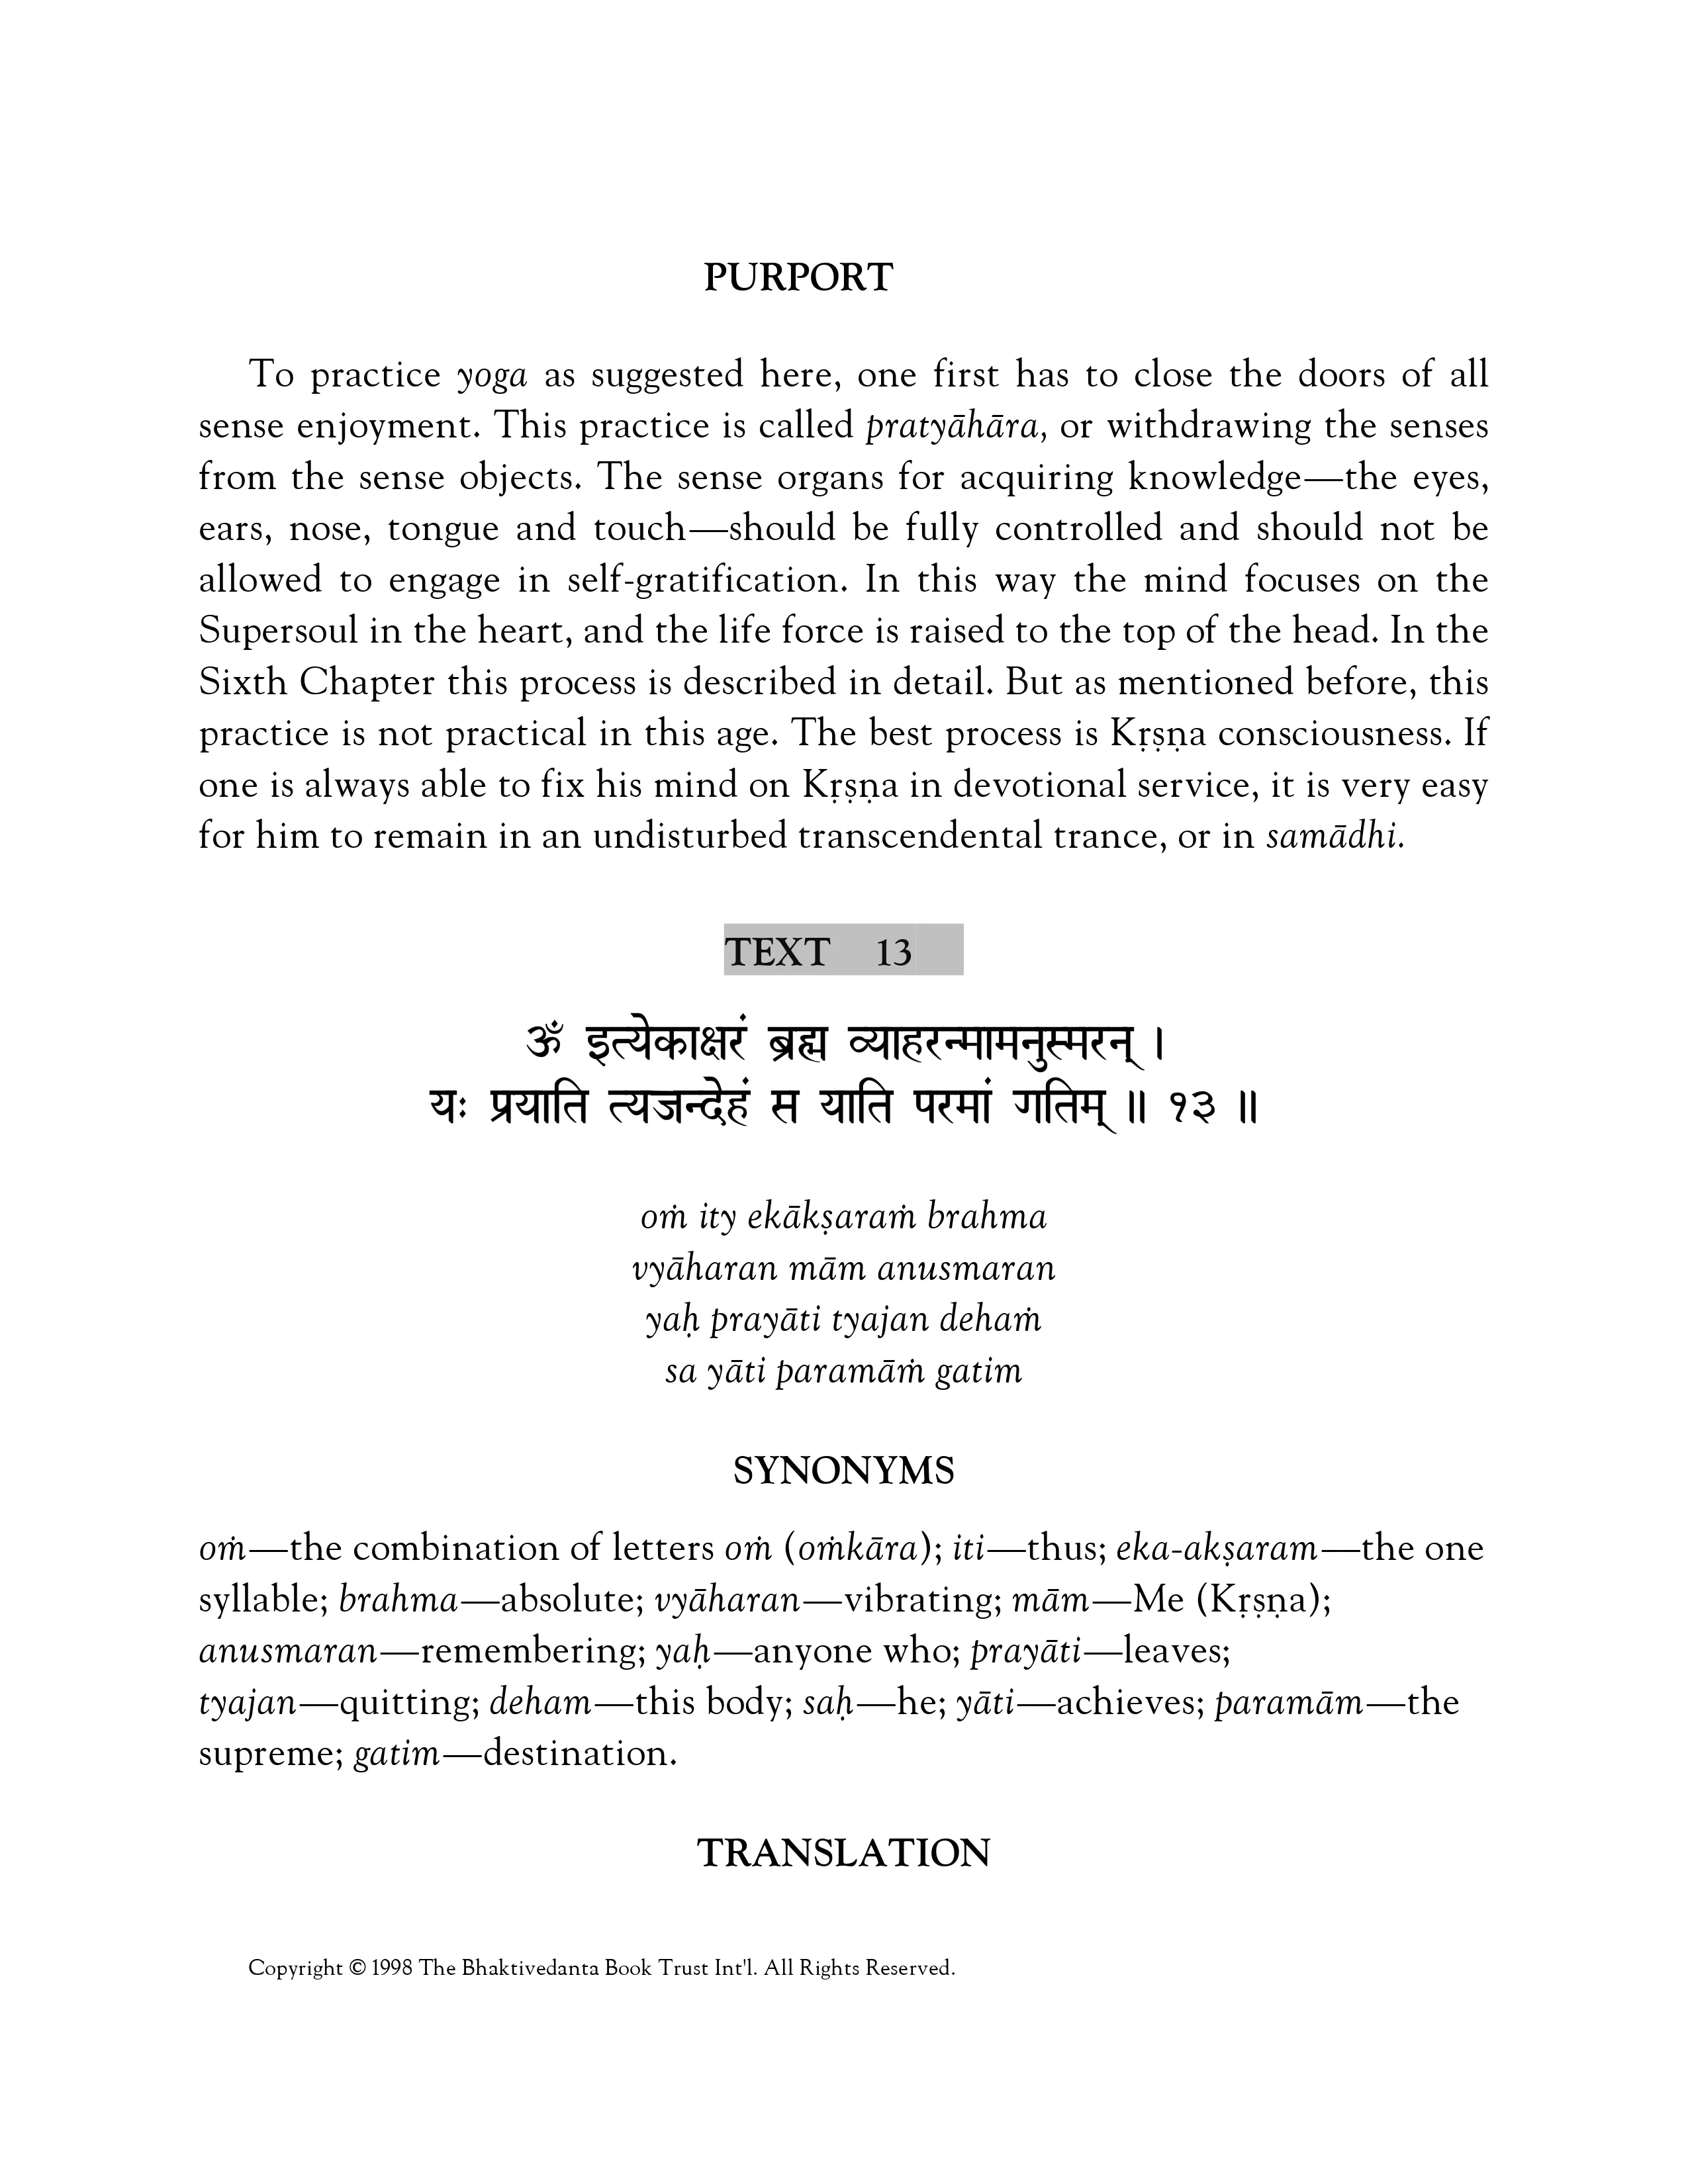 PURPORT
To practice yoga as suggested here, one first has to close the doors of all
sense enjoyment. This practice is called pratyāhāra, or withdrawing the senses
from the sense objects. The sense organs for acquiring knowledge—the eyes,
ears, nose, tongue and touch—should be fully controlled and should not be
allowed to engage in self-gratification. In this way the mind focuses on the
Supersoul in the heart, and the life force is raised to the top of the head. In the
Sixth Chapter this process is described in detail. But as mentioned before, this
practice is not practical in this age. The best process is Kṛṣṇa consciousness. If
one is always able to fix his mind on Kṛṣṇa in devotional service, it is very easy
for him to remain in an undisturbed transcendental trance, or in samādhi.
TEXT 13
ॐ इत्येकाक्षरं ब्रह्म व्याहरन्मामनुस्मरन् ।
यः प्रयाति त्यजन्देहं स याति परमां गतिम् ॥ १३ ॥
oṁ ity ekākṣaraṁ brahma
vyāharan mām anusmaran
yaḥ prayāti tyajan dehaṁ
sa yāti paramāṁ gatim
SYNONYMS
oṁ—the combination of letters oṁ (oṁkāra); iti—thus; eka-akṣaram—the one
syllable; brahma—absolute; vyāharan—vibrating; mām—Me (Kṛṣṇa);
anusmaran—remembering; yaḥ—anyone who; prayāti—leaves;
tyajan—quitting; deham—this body; saḥ—he; yāti—achieves; paramām—the
supreme; gatim—destination.
TRANSLATION
Copyright © 1998 The Bhaktivedanta Book Trust Int'l. All Rights Reserved.